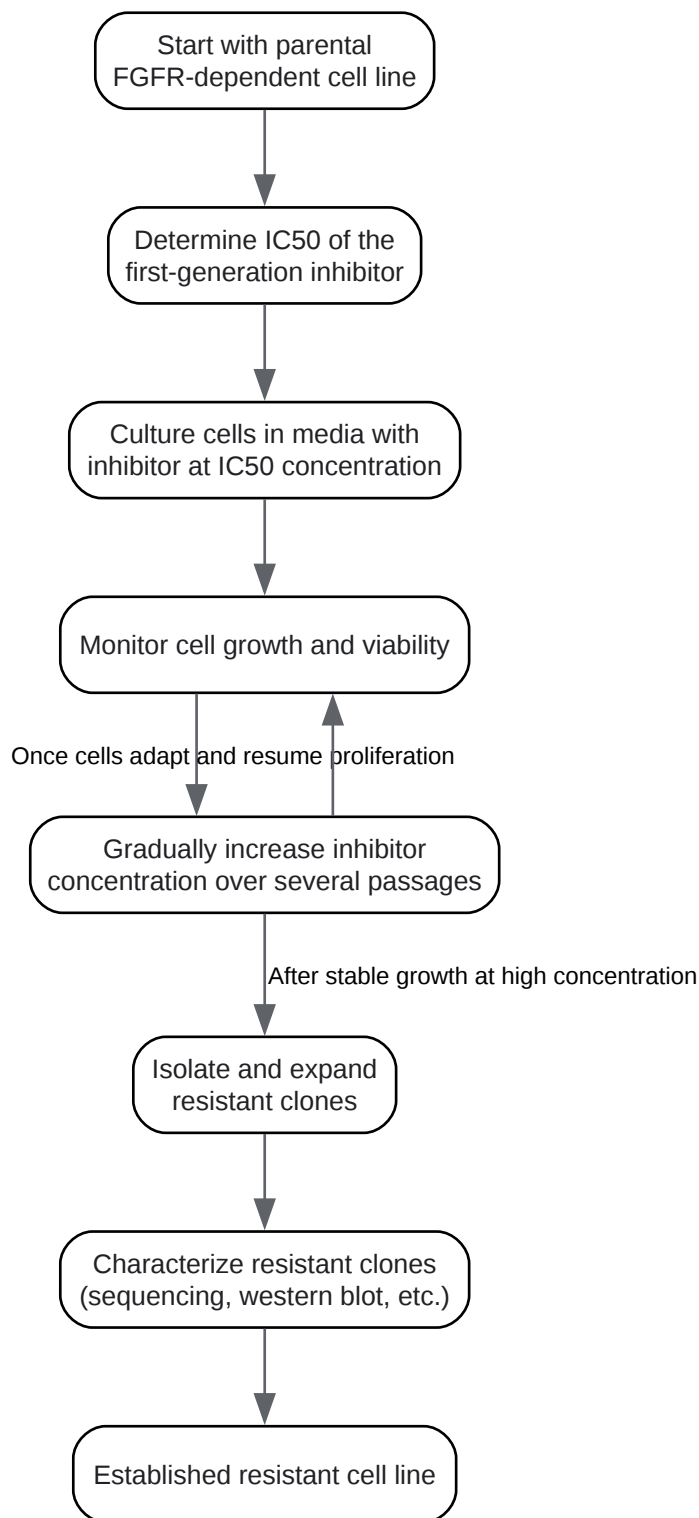 Start with parental
FGFR-dependent cell line
Determine IC50 of the
first-generation inhibitor
Culture cells in media with
inhibitor at IC50 concentration
Monitor cell growth and viability
Once cells adapt and resume proliferation
Gradually increase inhibitor
concentration over several passages
After stable growth at high concentration
Isolate and expand
resistant clones
Characterize resistant clones
(sequencing, western blot, etc.)
Established resistant cell line